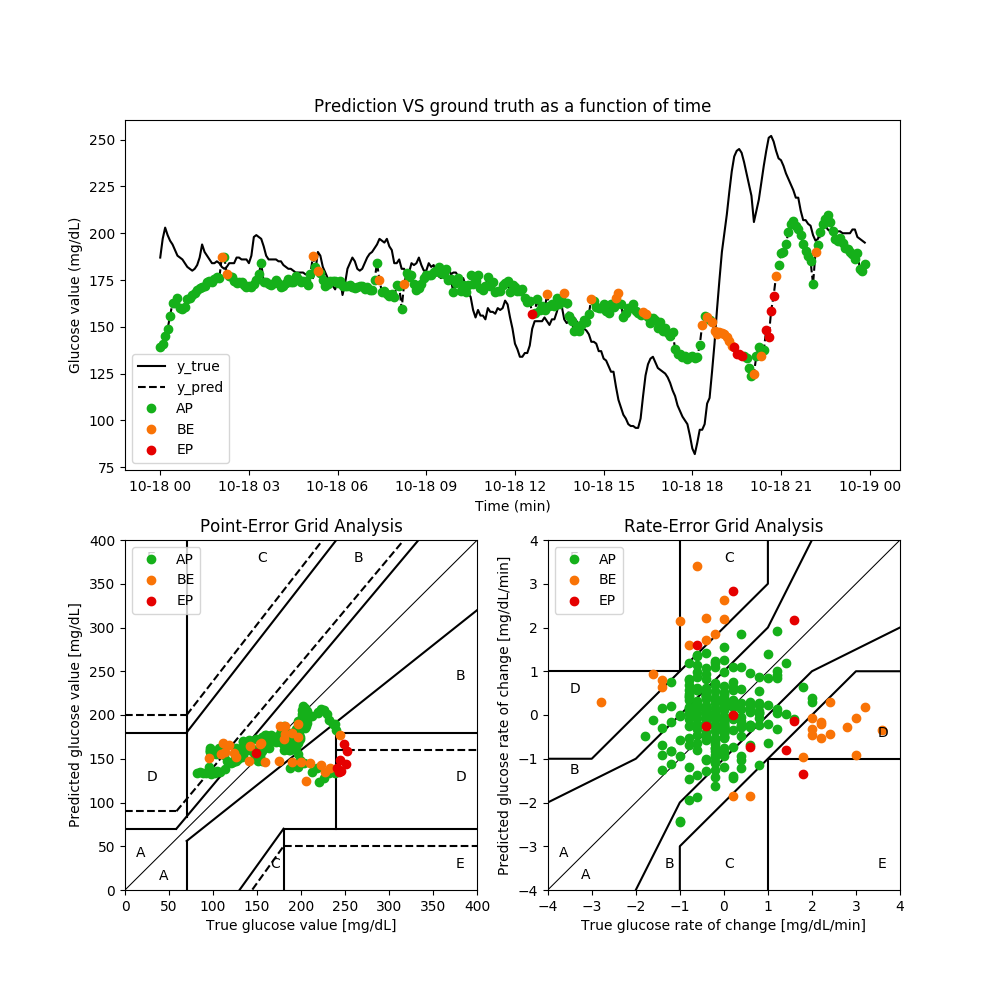 Prediction VS ground truth as a function of time
Glucose value (mg/dL)
250
225
200
175
150
125
100
75
y_true
y_pred
AP
BE
EP
10-18 00 10-18 03 10-18 06 10-18 09 10-18 12 10-18 15 10-18 18 10-18 21 10-19 00
Time (min)
Point-Error Grid Analysis
Predicted glucose value [mg/dL]
400
350
300
250
200
150
100
50
0
AP
BE
EP
C B
B
D D
A
A
C E
0 50 100 150 200 250 300 350 400
True glucose value [mg/dL]
Rate-Error Grid Analysis
Predicted glucose rate of change [mg/dL/min]
4
3
2
1
0
−1
−2
−3
−4
AP
BE
EP
C
D
D
B
A
A
B C E
−4 −3 −2 −1 0 1 2 3 4
True glucose rate of change [mg/dL/min]